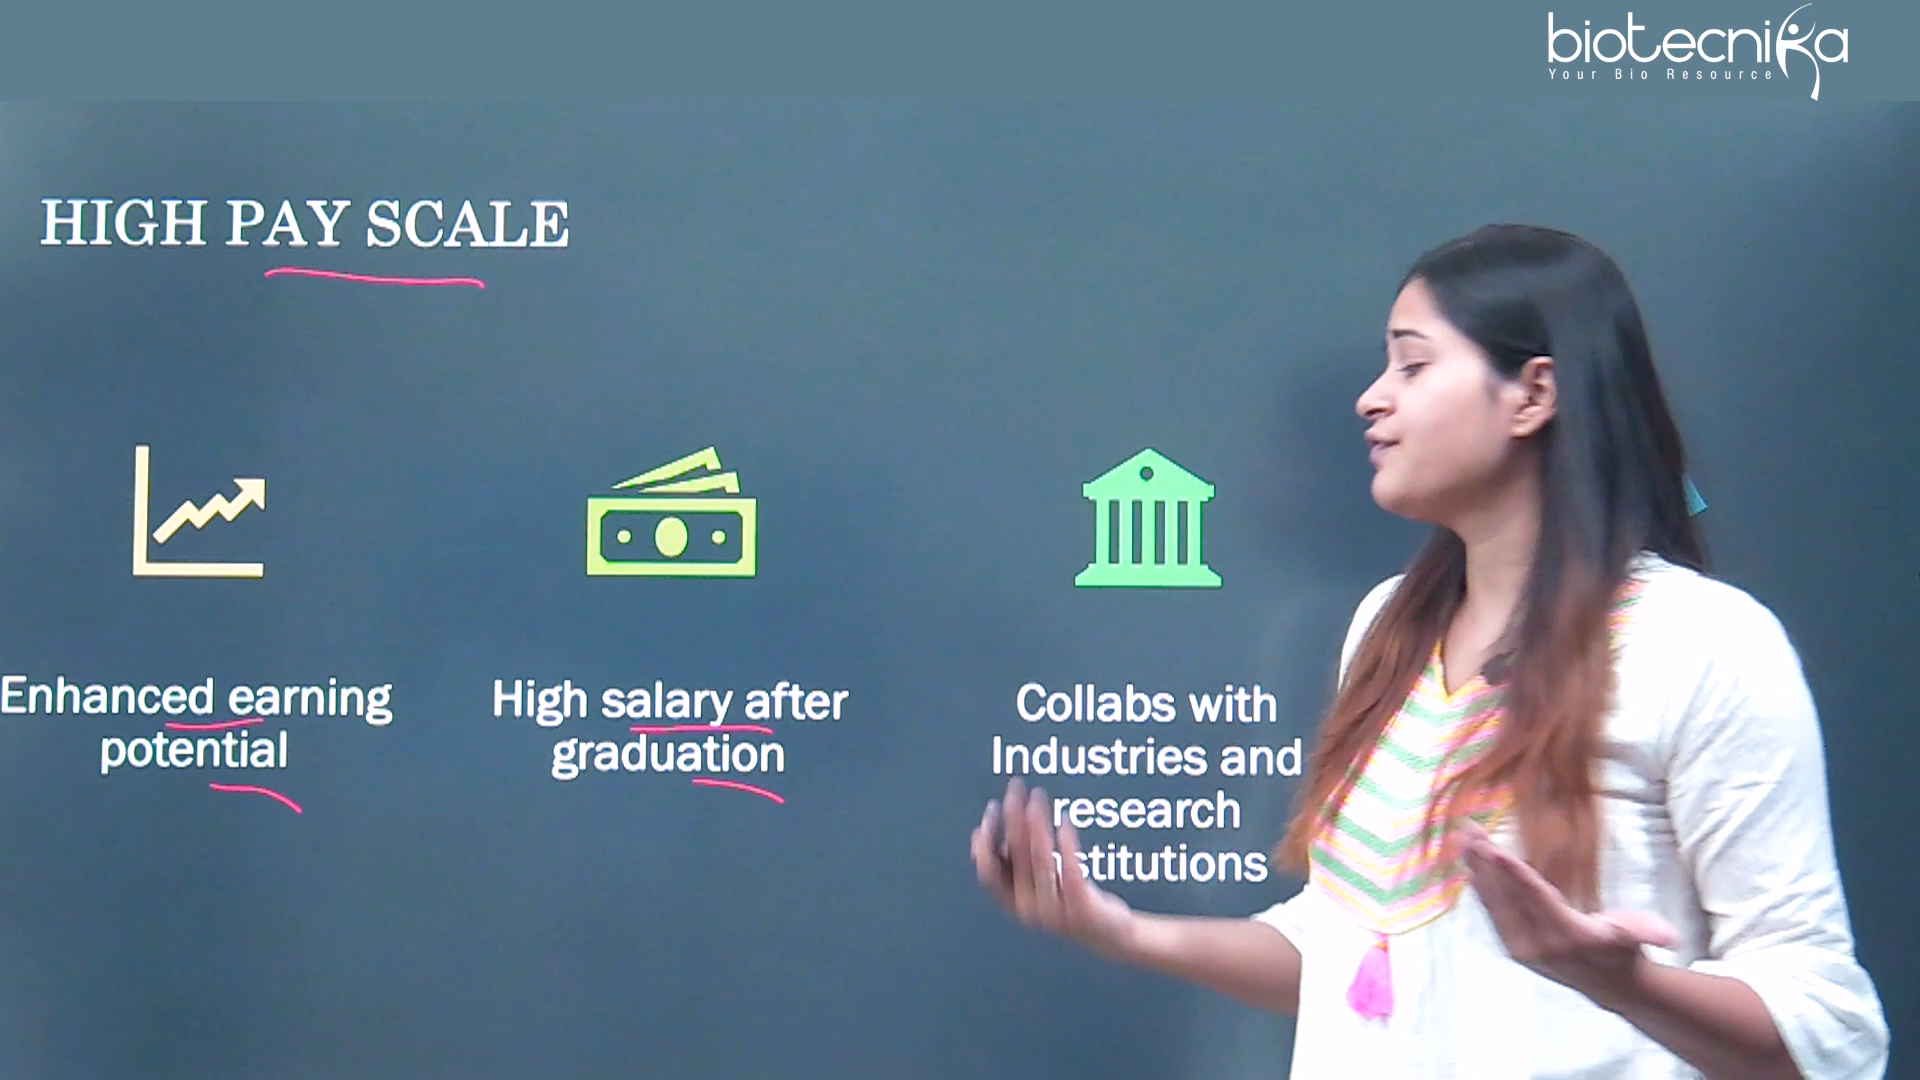 biotecnika
Your Bio Resource
HIGH PAY SCALE
Enhanced earning
potential
High salary after
graduation
Collabs with
Industries and
research